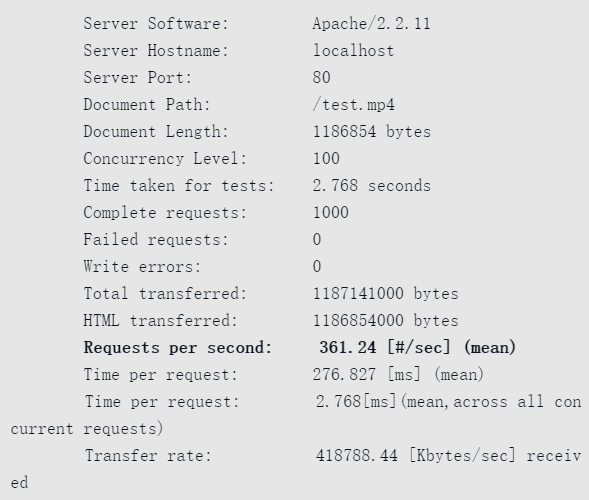 Server Software: Apache/2.2.11
Server Hostname: localhost
Server Port: 80
Document Path: /test.mp4
Document Length: 1186854 bytes
Concurrency Level: 100
Time taken for tests: 2.768 seconds
Complete requests: 1000
Failed requests: 0
Write errors: 0
Total transferred: 1187141000 bytes
HTML transferred: 1186854000 bytes
Requests per second: 361.24 [#/sec] (mean)
Time per request: 276.827 [ms] (mean)
Time per request: 2.768[ms](mean,across all con
current requests)
Transfer rate: 418788.44 [Kbytes/sec] receiv
ed